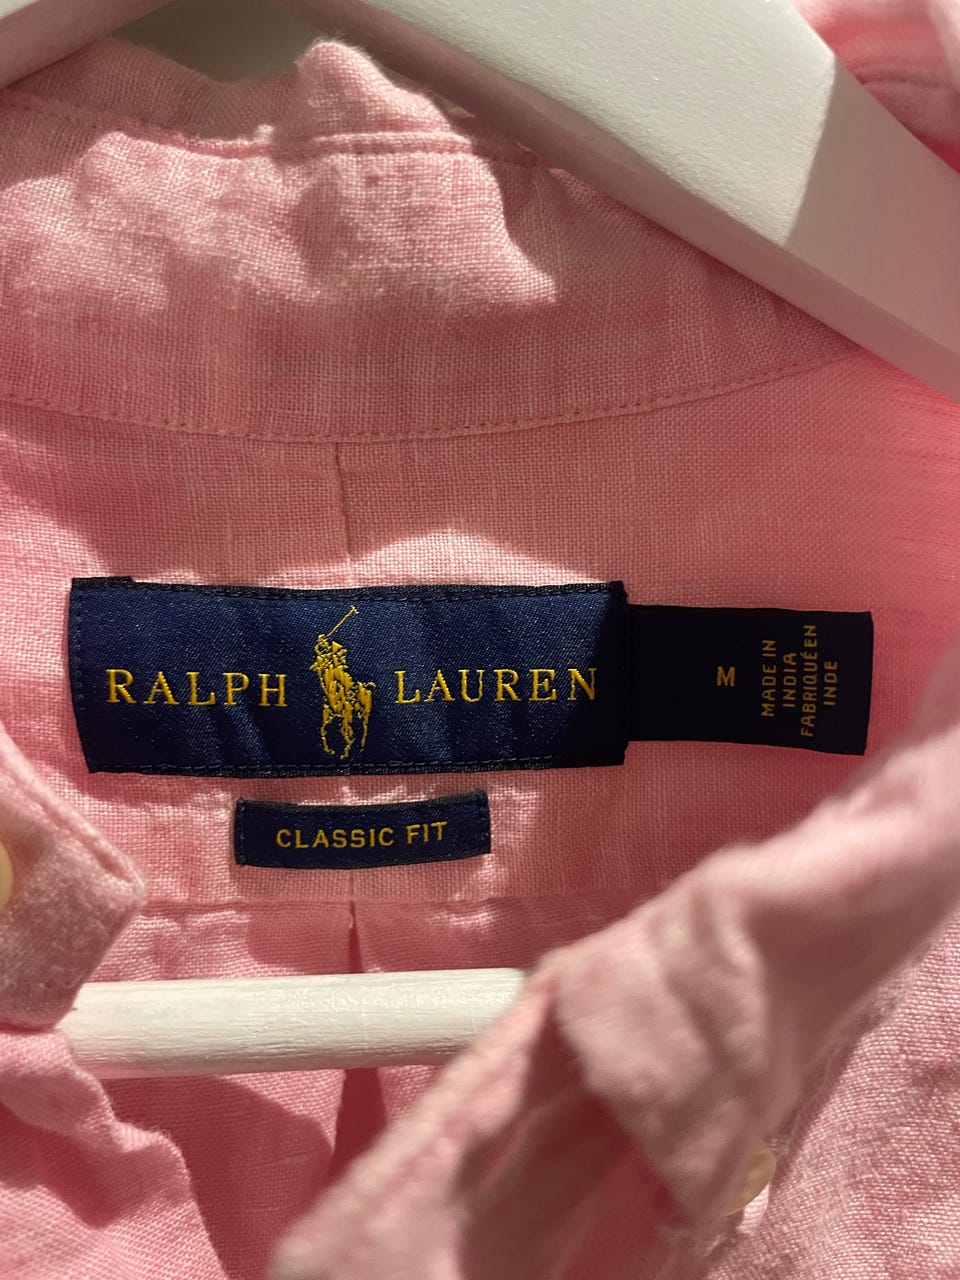 RALPH LAUREN
M
MADE IN
INDIA
FABRIQUÉ EN
INDE
CLASSIC FIT